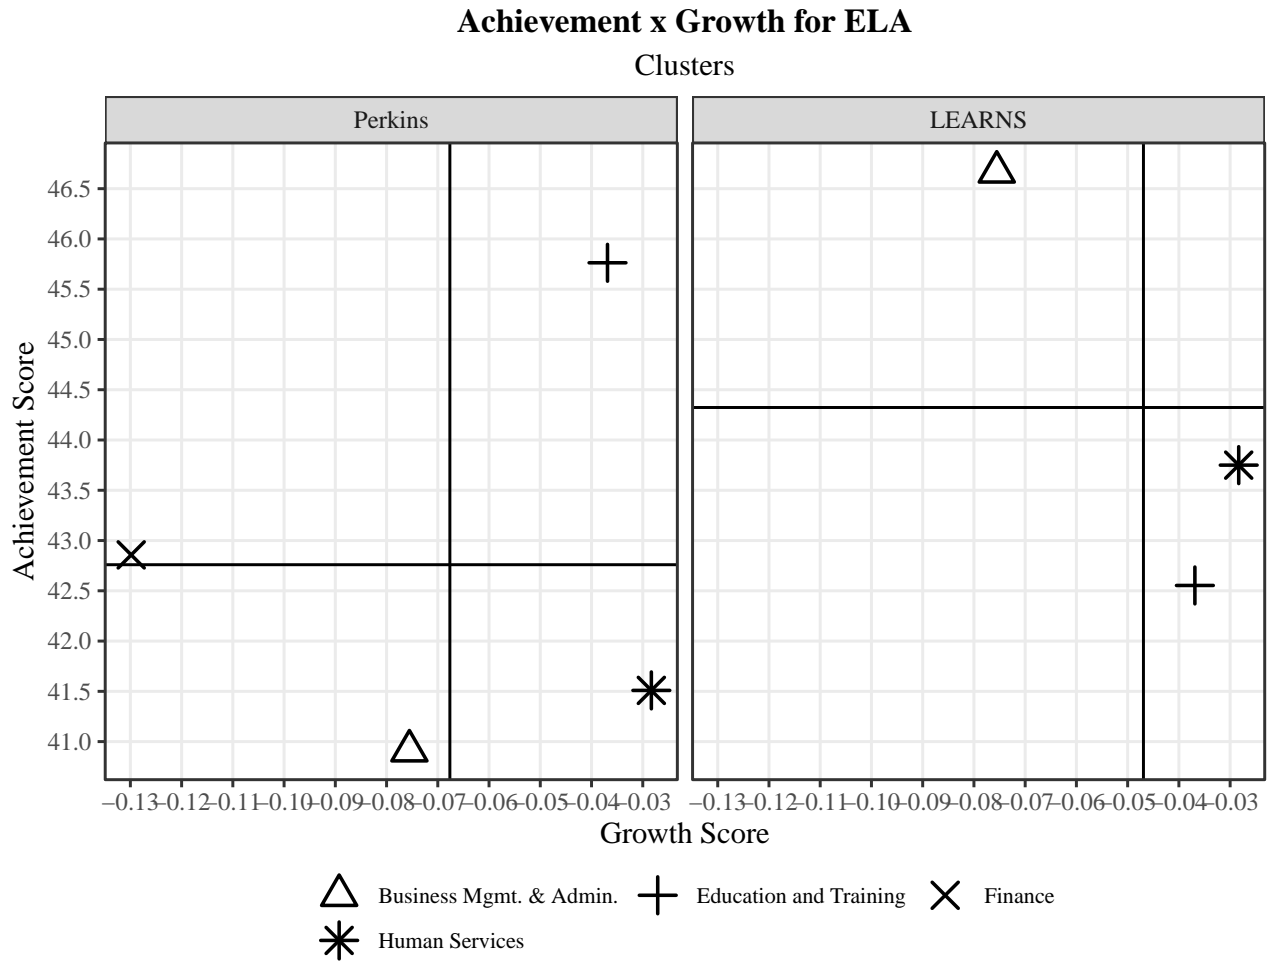 Achievement x Growth for ELA
Clusters
Perkins
LEARNS
Achievement Score
46.5
46.0
45.5
45.0
44.5
44.0
43.5
43.0
42.5
42.0
41.5
41.0
−0.13 −0.12 −0.11 −0.10 −0.09 −0.08 −0.07 −0.06 −0.05 −0.04 −0.03
−0.13 −0.12 −0.11 −0.10 −0.09 −0.08 −0.07 −0.06 −0.05 −0.04 −0.03
Growth Score
Business Mgmt. & Admin. Education and Training Finance
Human Services